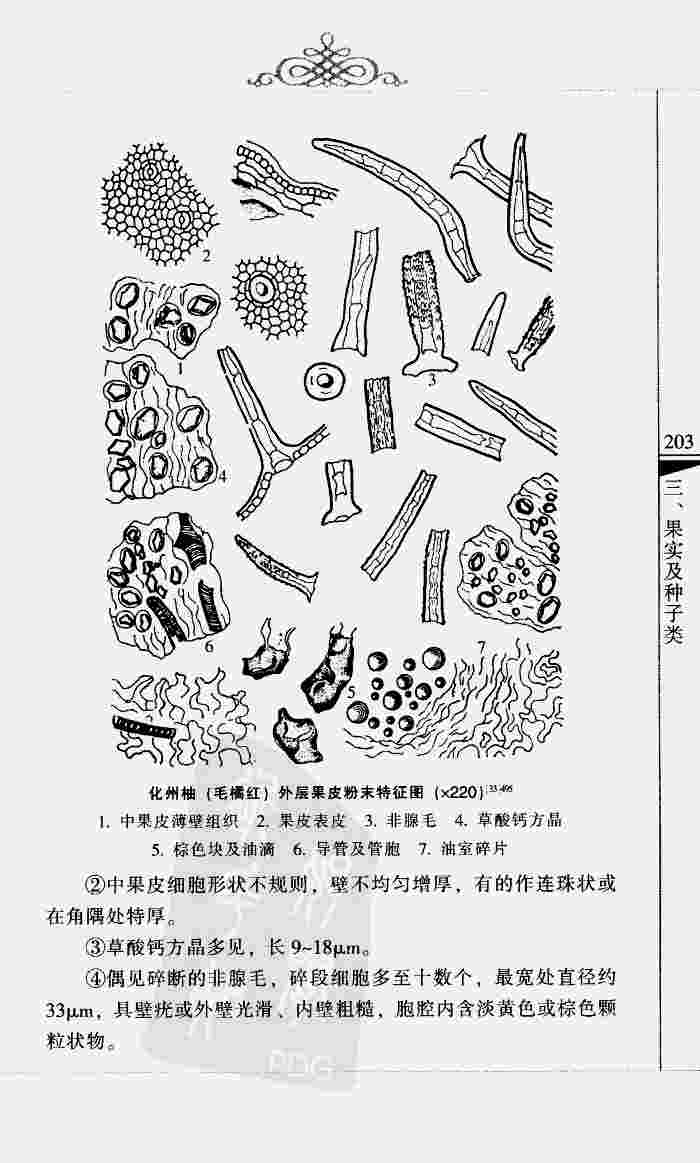 2
1
3
4
6
7
5
203
三、果实及种子类
化州柚(毛橘红)外层果皮粉末特征图(×220)[33·495
1. 中果皮薄壁组织 2. 果皮表皮 3. 非腺毛 4. 草酸钙方晶
5. 棕色块及油滴 6. 导管及管胞 7. 油室碎片
②中果皮细胞形状不规则，壁不均匀增厚，有的作连珠状或
在角隅处特厚。
③草酸钙方晶多见，长 9~18μm。
④偶见碎断的非腺毛，碎段细胞多至十数个，最宽处直径约
33μm，具壁疣或外壁光滑、内壁粗糙，胞腔内含淡黄色或棕色颗
粒状物。
PDG